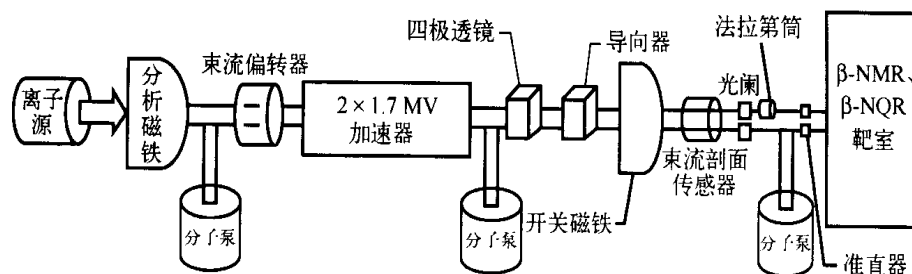 离子
源
分
析
磁
铁
束流偏转器
2 × 1.7 MV
加速器
四极透镜
导向器
开关磁铁
束流剖面
传感器
光阑
法拉第筒
β-NMR、
β-NQR
靶室
准直器
分子泵
分子泵
分子泵